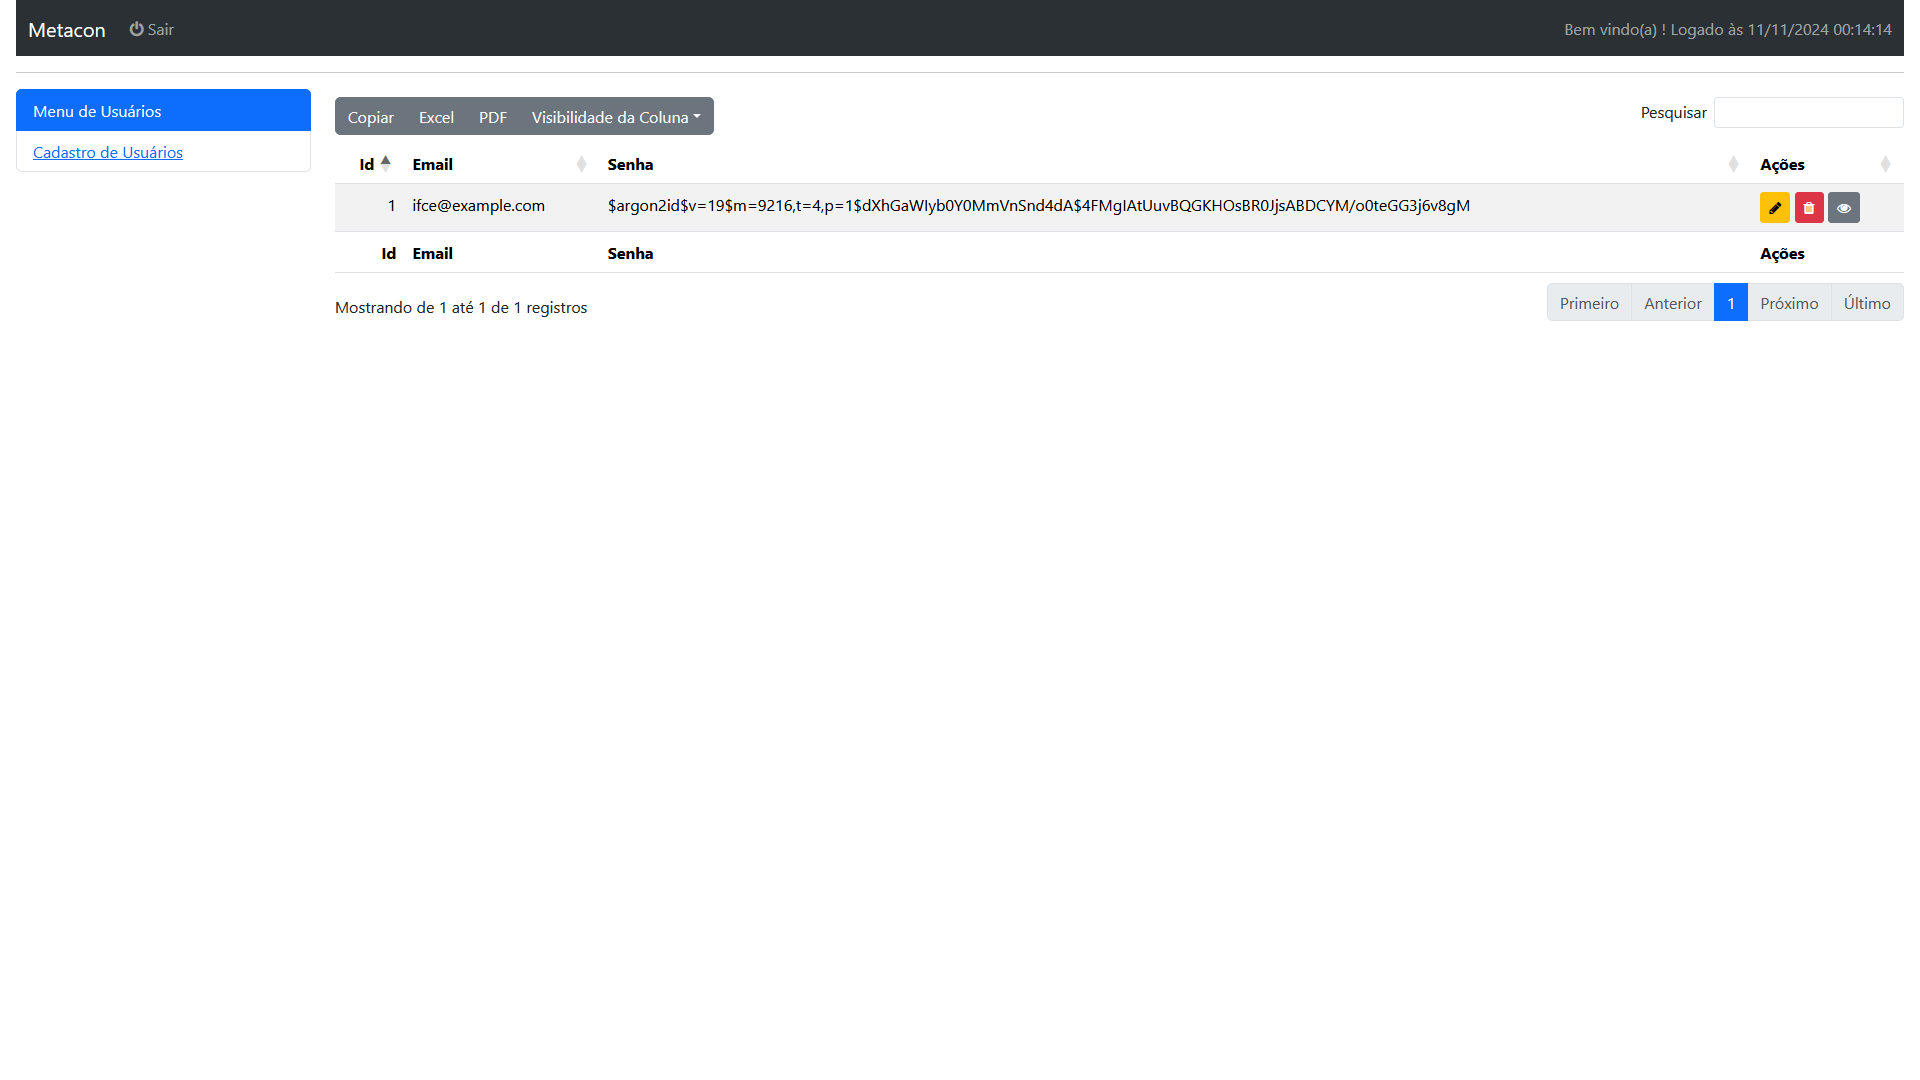 Metacon Sair Bem vindo(a) ! Logado às 11/11/2024 00:14:14
Menu de Usuários
Cadastro de Usuários
Copiar Excel PDF Visibilidade da Coluna Pesquisar
Id Email Senha Ações
1 ifce@example.com $argon2id$v=19$m=9216,t=4,p=1$dXhGaWIyb0Y0MmVnSnd4dA$4FMgIAtUuvBQGKHOsBR0JjsABDCYM/o0teGG3j6v8gM
Id Email Senha Ações
Mostrando de 1 até 1 de 1 registros Primeiro Anterior 1 Próximo Último